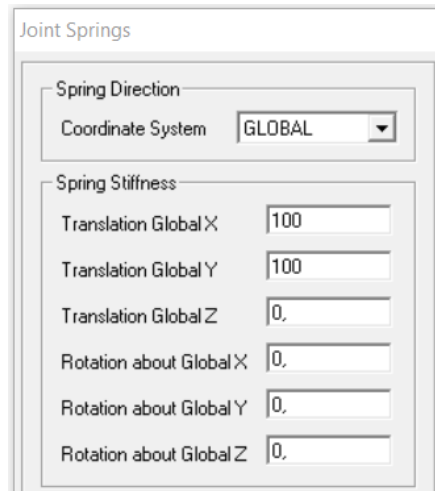 Joint Springs
Spring Direction
Coordinate System GLOBAL
Spring Stiffness
Translation Global X 100
Translation Global Y 100
Translation Global Z 0,
Rotation about Global X 0,
Rotation about Global Y 0,
Rotation about Global Z 0,